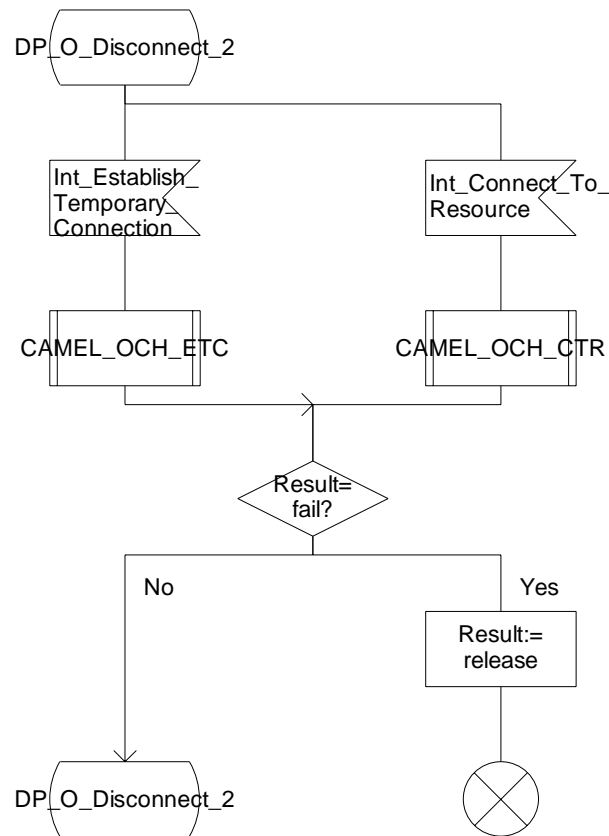 DP_O_Disconnect_2
Int_Establish_
Temporary_
Connection
Int_Connect_To_
Resource
CAMEL_OCH_ETC
CAMEL_OCH_CTR
Result=
fail?
No
Yes
Result:=
release
DP_O_Disconnect_2